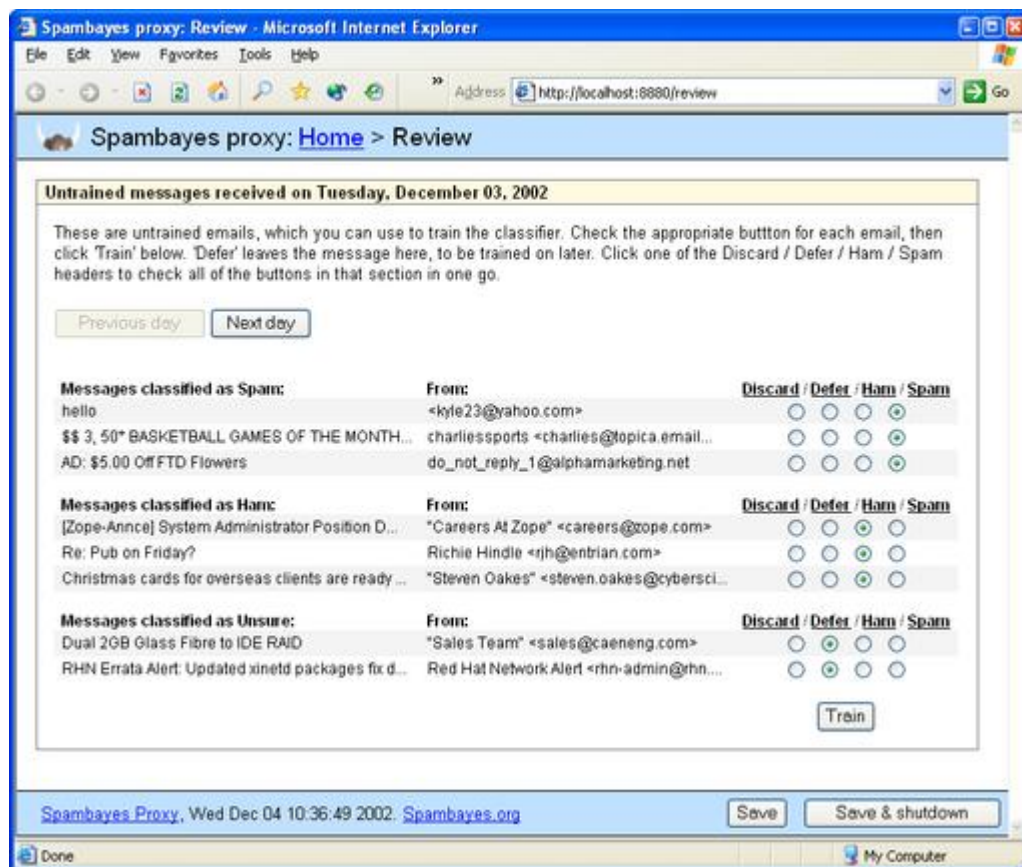 Spambayes proxy: Review - Microsoft Internet Explorer
File Edit View Favorites Tools Help
» Address http://localhost:8880/review Go
Spambayes proxy: Home > Review
Untrained messages received on Tuesday, December 03, 2002
These are untrained emails, which you can use to train the classifier. Check the appropriate buttton for each email, then
click 'Train' below. 'Defer' leaves the message here, to be trained on later. Click one of the Discard / Defer / Ham / Spam
headers to check all of the buttons in that section in one go.
Previous day Next day
Messages classified as Spam: From: Discard / Defer / Ham / Spam
hello <kyle23@yahoo.com>
$$ 3, 50* BASKETBALL GAMES OF THE MONTH... charliessports <charlies@topica.email...
AD: $5.00 Off FTD Flowers do_not_reply_1@alphamarketing.net
Messages classified as Ham: From: Discard / Defer / Ham / Spam
[Zope-Annce] System Administrator Position D... "Careers At Zope" <careers@zope.com>
Re: Pub on Friday? Richie Hindle <rjh@entrian.com>
Christmas cards for overseas clients are ready ... "Steven Oakes" <steven.oakes@cybersci...
Messages classified as Unsure: From: Discard / Defer / Ham / Spam
Dual 2GB Glass Fibre to IDE RAID "Sales Team" <sales@caeneng.com>
RHN Errata Alert: Updated xinetd packages fix d... Red Hat Network Alert <rhn-admin@rhn....
Train
Spambayes Proxy, Wed Dec 04 10:36:49 2002. Spambayes.org Save Save & shutdown
Done My Computer